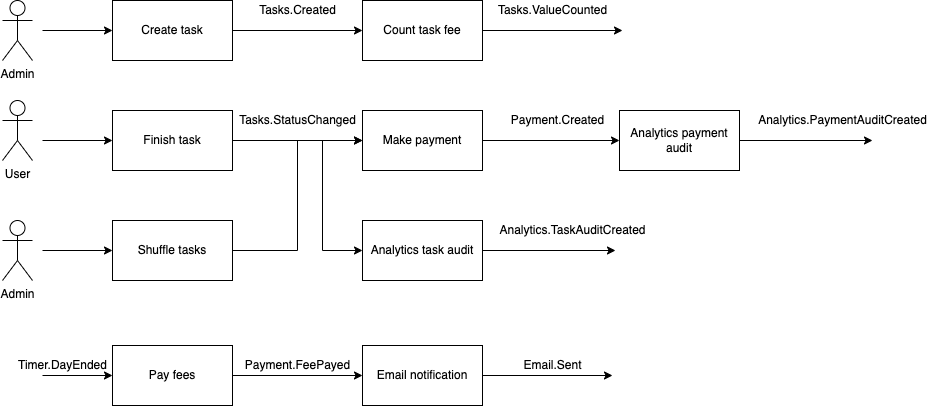 Tasks.Created
Tasks.ValueCounted
Create task
Count task fee
Admin
Tasks.StatusChanged
Payment.Created
Analytics.PaymentAuditCreated
Finish task
Make payment
Analytics payment
audit
User
Analytics.TaskAuditCreated
Shuffle tasks
Analytics task audit
Admin
Timer.DayEnded
Payment.FeePayed
Email.Sent
Pay fees
Email notification